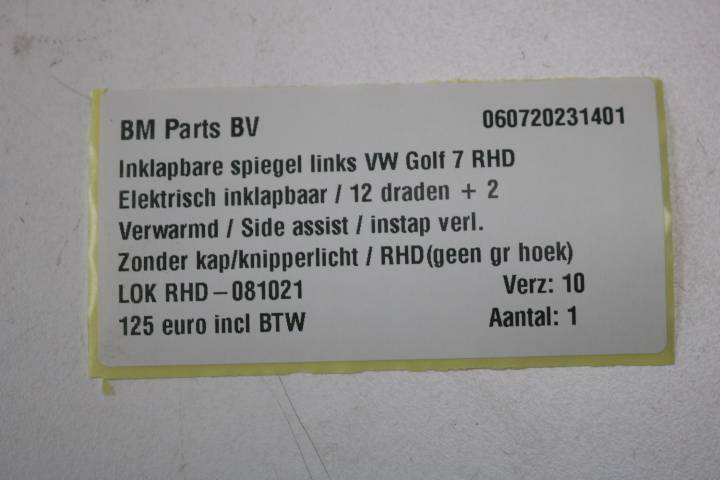 BM Parts BV 060720231401
Inklapbare spiegel links VW Golf 7 RHD
Elektrisch inklapbaar / 12 draden + 2
Verwarmd / Side assist / instap verl.
Zonder kap/knipperlicht / RHD(geen gr hoek)
LOK RHD-081021 Verz: 10
125 euro incl BTW Aantal: 1